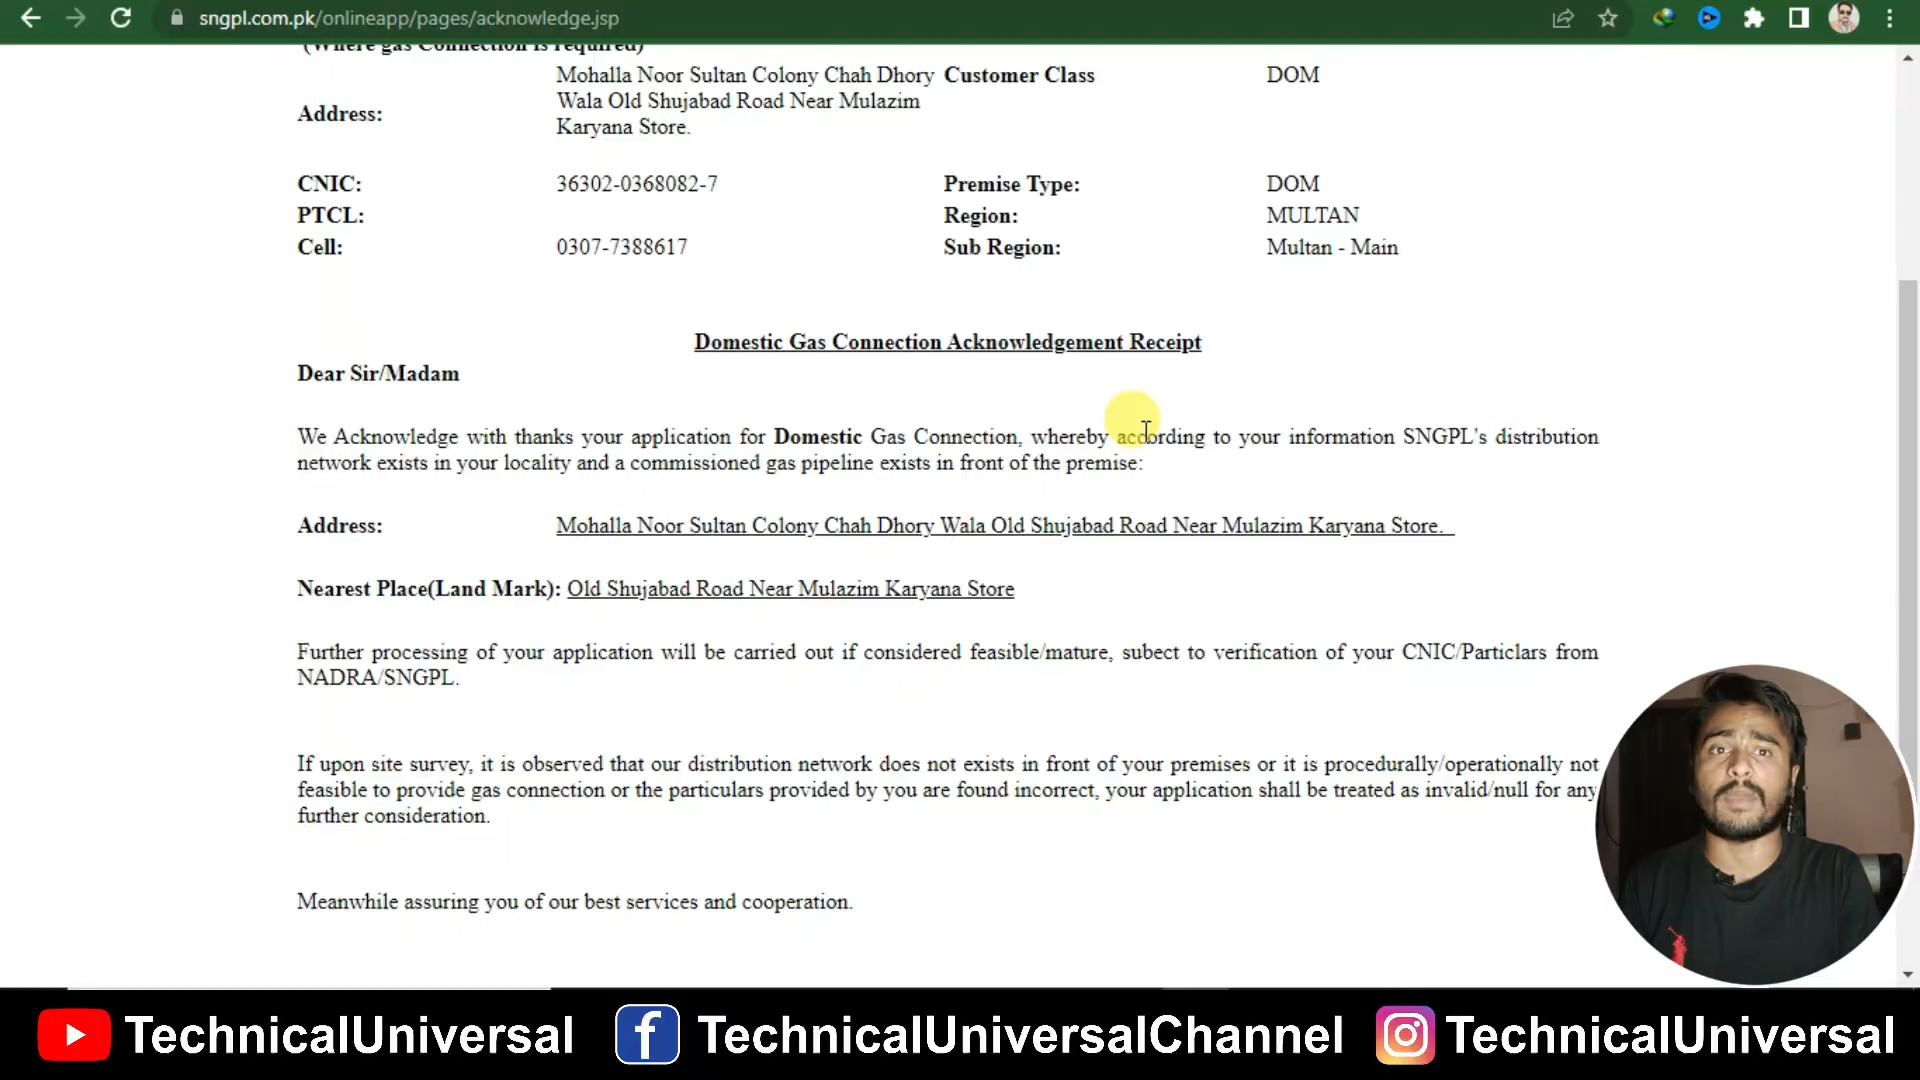 sngpl.com.pk/onlineapp/pages/acknowledge.jsp
(Where gas Connection is required)
Address: Mohalla Noor Sultan Colony Chah Dhory Wala Old Shujabad Road Near Mulazim Karyana Store. Customer Class DOM
CNIC: 36302-0368082-7 Premise Type: DOM
PTCL: Region: MULTAN
Cell: 0307-7388617 Sub Region: Multan - Main
Domestic Gas Connection Acknowledgement Receipt
Dear Sir/Madam
We Acknowledge with thanks your application for Domestic Gas Connection, whereby according to your information SNGPL's distribution
network exists in your locality and a commissioned gas pipeline exists in front of the premise:
Address: Mohalla Noor Sultan Colony Chah Dhory Wala Old Shujabad Road Near Mulazim Karyana Store.
Nearest Place(Land Mark): Old Shujabad Road Near Mulazim Karyana Store
Further processing of your application will be carried out if considered feasible/mature, subect to verification of your CNIC/Particlars from
NADRA/SNGPL.
If upon site survey, it is observed that our distribution network does not exists in front of your premises or it is procedurally/operationally not
feasible to provide gas connection or the particulars provided by you are found incorrect, your application shall be treated as invalid/null for any
further consideration.
Meanwhile assuring you of our best services and cooperation.
TechnicalUniversal TechnicalUniversalChannel TechnicalUniversal